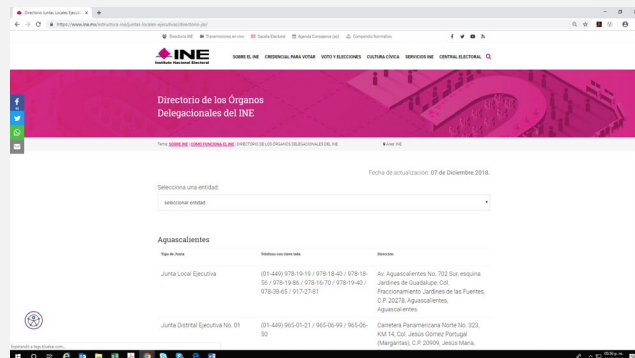 Directorio Juntas Locales Ejecuti
https://www.ine.mx/estructura-ine/juntas-locales-ejecutivas/directorio-jle/
Directorio INE Transmisiones en vivo Gaceta Electoral Agenda Consejeros (as) Compendio Normativo
INE
Instituto Nacional Electoral
SOBRE EL INE CREDENCIAL PARA VOTAR VOTO Y ELECCIONES CULTURA CÍVICA SERVICIOS INE CENTRAL ELECTORAL
Directorio de los Órganos
Delegacionales del INE
Tema: SOBRE INE | CÓMO FUNCIONA EL INE | DIRECTORIO DE LOS ÓRGANOS DELEGACIONALES DEL INE Área: INE
Fecha de actualización: 07 de Diciembre 2018.
Selecciona una entidad:
seleccionar entidad
Aguascalientes
Tipo de Junta Teléfono con clave lada Dirección
Junta Local Ejecutiva (01-449) 978-19-19 / 978-18-40 / 978-18- Av. Aguascalientes No. 702 Sur, esquina
56 / 978-19-86 / 978-16-70 / 978-19-40 / Jardines de Guadalupe, Col.
978-38-65 / 917-27-81 Fraccionamiento Jardines de las Fuentes,
C.P. 20278, Aguascalientes,
Aguascalientes
Junta Distrital Ejecutiva No. 01 (01-449) 965-01-21 / 965-06-99 / 965-06- Carretera Panamericana Norte No. 323,
50 KM 14, Col. Jesús Gómez Portugal
(Margaritas), C.P. 20909, Jesús María,